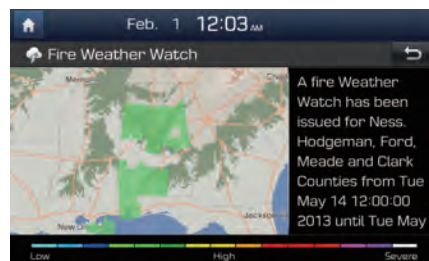 Feb. 1 12:03 AM
Fire Weather Watch
A fire Weather
Watch has been
issued for Ness.
Hodgeman, Ford,
Meade and Clark
Counties from Tue
May 14 12:00:00
2013 until Tue May
Low High Severe